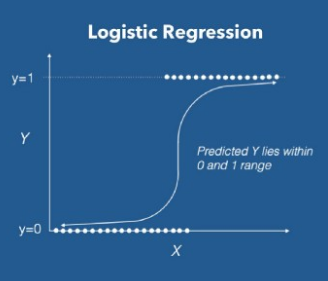 Logistic Regression
y=1
Y
Predicted Y lies within
0 and 1 range
y=0
X